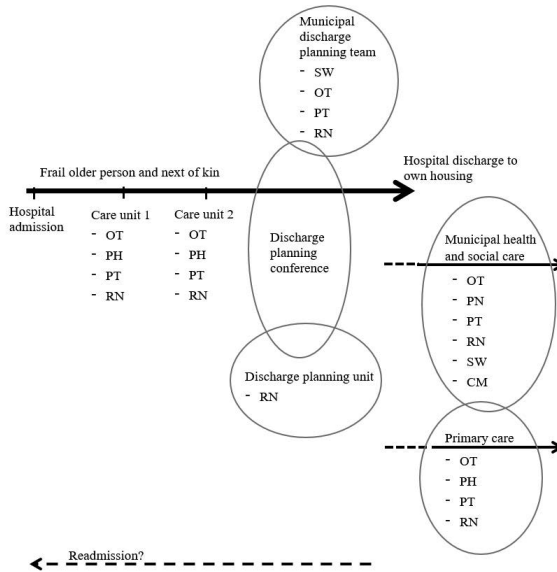 Municipal
discharge
planning team
- SW
- OT
- PT
- RN
Frail older person and next of kin
Hospital discharge to
own housing
Hospital
admission
Care unit 1
- OT
- PH
- PT
- RN
Care unit 2
- OT
- PH
- PT
- RN
Discharge
planning
conference
Municipal health
and social care
- OT
- PN
- PT
- RN
- SW
- CM
Discharge planning unit
- RN
Primary care
- OT
- PH
- PT
- RN
Readmission?